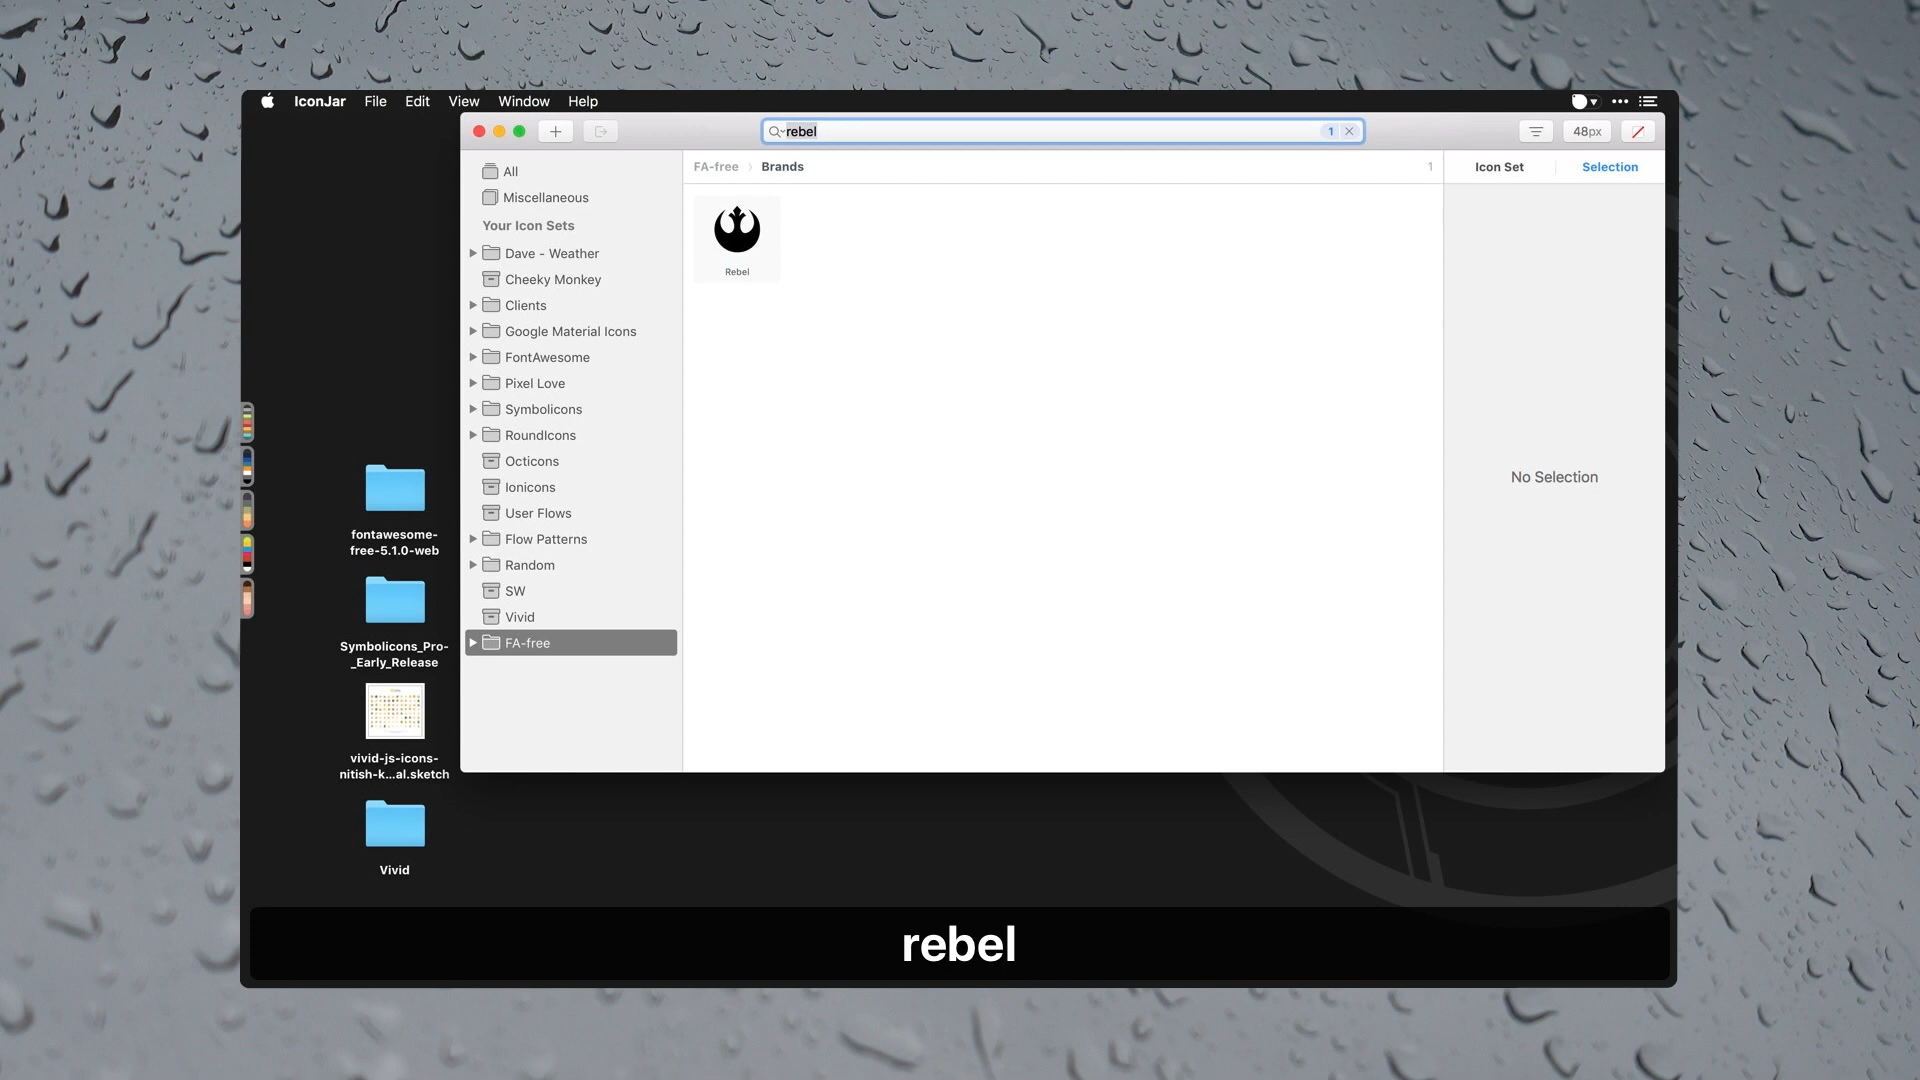 IconJar File Edit View Window Help
rebel 1
48px
All
Miscellaneous
Your Icon Sets
Dave - Weather
Cheeky Monkey
Clients
Google Material Icons
FontAwesome
Pixel Love
Symbolicons
RoundIcons
Octicons
Ionicons
User Flows
Flow Patterns
Random
SW
Vivid
FA-free
FA-free Brands 1
Rebel
Icon Set Selection
No Selection
fontawesome-
free-5.1.0-web
Symbolicons_Pro-
_Early_Release
vivid-js-icons-
nitish-k...al.sketch
Vivid
rebel